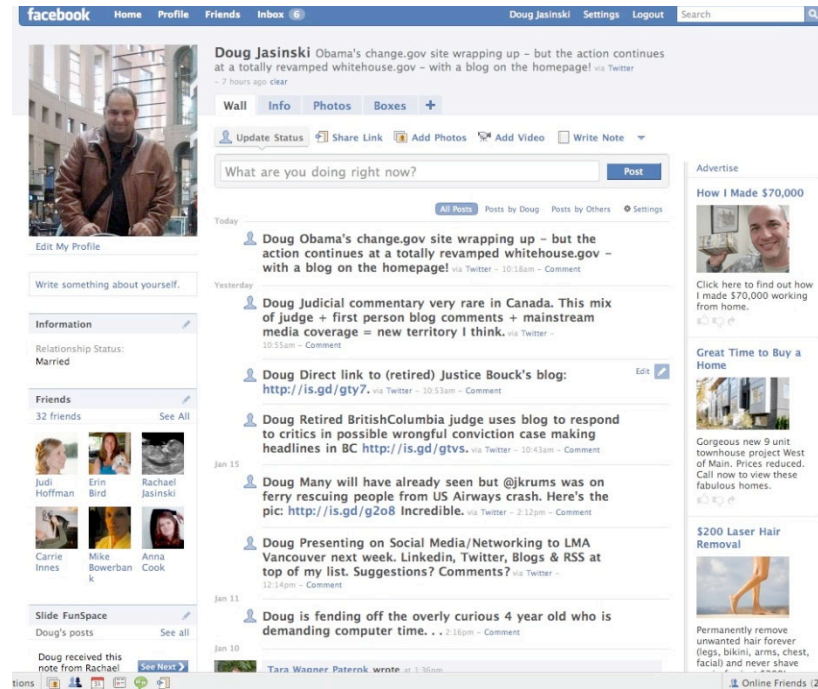 facebook Home Profile Friends Inbox 6 Doug Jasinski Settings Logout Search
Doug Jasinski Obama's change.gov site wrapping up – but the action continues
at a totally revamped whitehouse.gov – with a blog on the homepage! via Twitter
– 7 hours ago clear
Wall Info Photos Boxes +
Update Status Share Link Add Photos Add Video Write Note
What are you doing right now? Post
All Posts Posts by Doug Posts by Others Settings
Today
Doug Obama's change.gov site wrapping up – but the
action continues at a totally revamped whitehouse.gov –
with a blog on the homepage! via Twitter – 10:18am – Comment
Yesterday
Doug Judicial commentary very rare in Canada. This mix
of judge + first person blog comments + mainstream
media coverage = new territory I think. via Twitter –
10:55am – Comment
Doug Direct link to (retired) Justice Bouck's blog:
http://is.gd/gty7. via Twitter – 10:53am – Comment
Edit
Doug Retired BritishColumbia judge uses blog to respond
to critics in possible wrongful conviction case making
headlines in BC http://is.gd/gtvs. via Twitter – 10:43am – Comment
Jan 15
Doug Many will have already seen but @jkrums was on
ferry rescuing people from US Airways crash. Here's the
pic: http://is.gd/g2o8 Incredible. via Twitter – 2:12pm – Comment
Doug Presenting on Social Media/Networking to LMA
Vancouver next week. Linkedin, Twitter, Blogs & RSS at
top of my list. Suggestions? Comments? via Twitter –
12:14pm – Comment
Jan 11
Doug is fending off the overly curious 4 year old who is
demanding computer time. . . 2:16pm – Comment
Jan 10
Tara Wagner Paterok wrote at 1:36pm
Edit My Profile
Write something about yourself.
Information
Relationship Status:
Married
Friends
32 friends See All
Judi
Hoffman
Erin
Bird
Rachael
Jasinski
Carrie
Innes
Mike
Bowerban
k
Anna
Cook
Slide FunSpace
Doug's posts See all
Doug received this
note from Rachael
See Next
Advertise
How I Made $70,000
Click here to find out how
I made $70,000 working
from home.
Great Time to Buy a
Home
Gorgeous new 9 unit
townhouse project West
of Main. Prices reduced.
Call now to view these
fabulous homes.
$200 Laser Hair
Removal
Permanently remove
unwanted hair forever
(legs, bikini, arms, chest,
facial) and never shave
tions
Online Friends (2